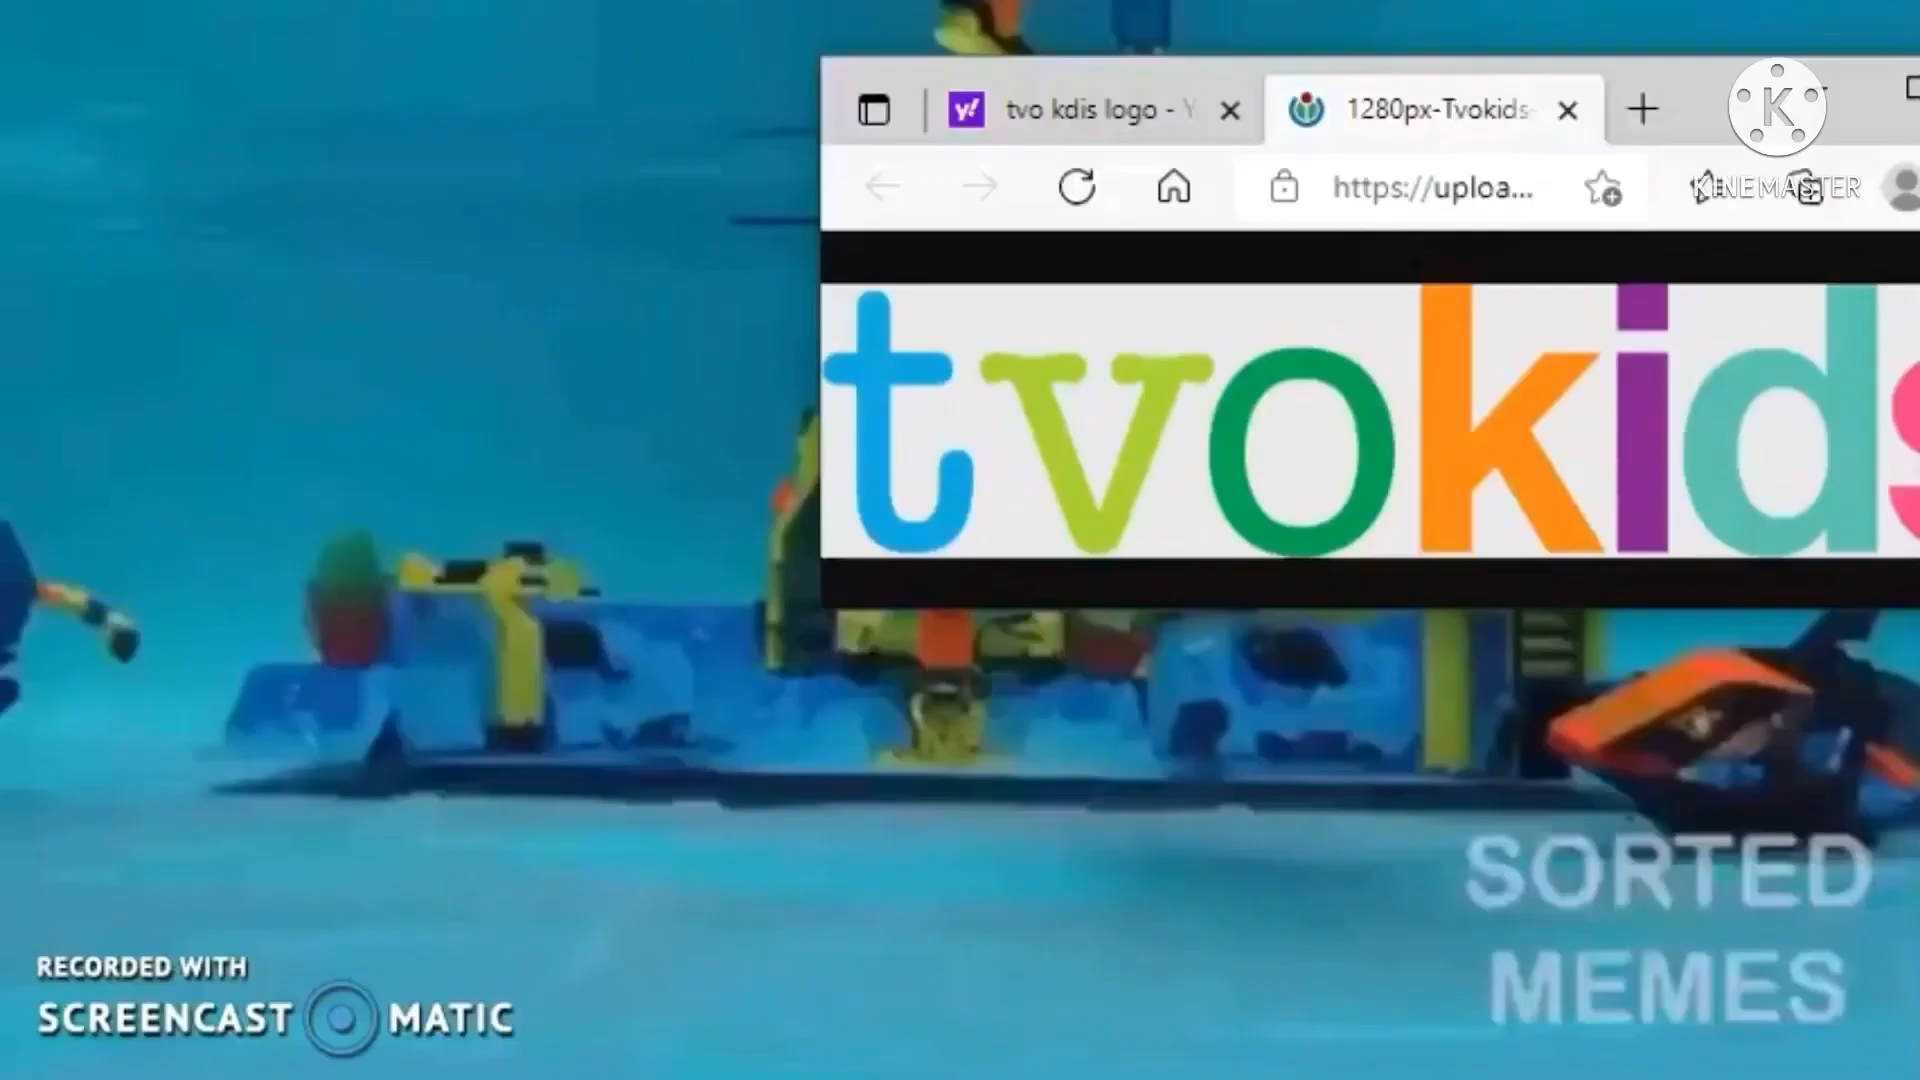 tvo kdis logo - Y
1280px-Tvokids-
K
https://uploa...
KINEMASTER
tvokids
SORTED
MEMES
RECORDED WITH
SCREENCAST MATIC